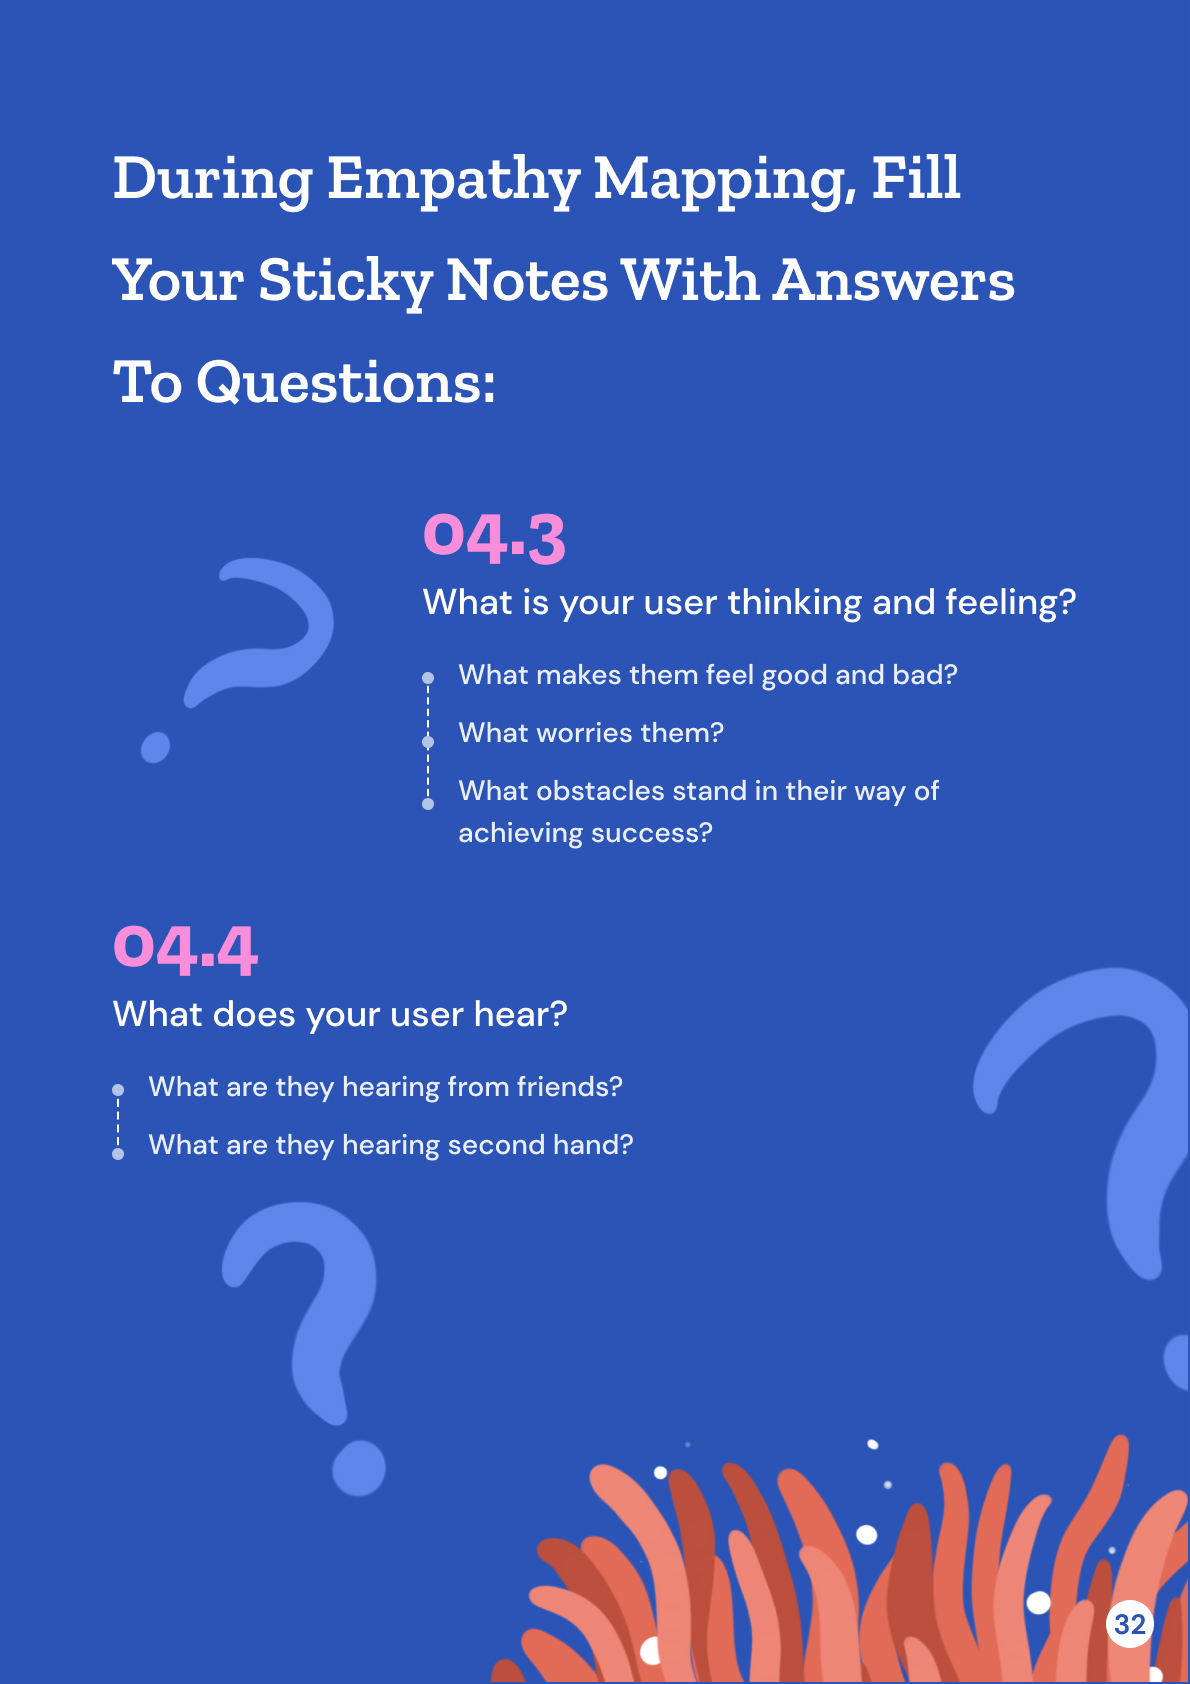 During Empathy Mapping, Fill
Your Sticky Notes With Answers
To Questions:
04.3
What is your user thinking and feeling?
What makes them feel good and bad?
What worries them?
What obstacles stand in their way of
achieving success?
04.4
What does your user hear?
What are they hearing from friends?
What are they hearing second hand?
32